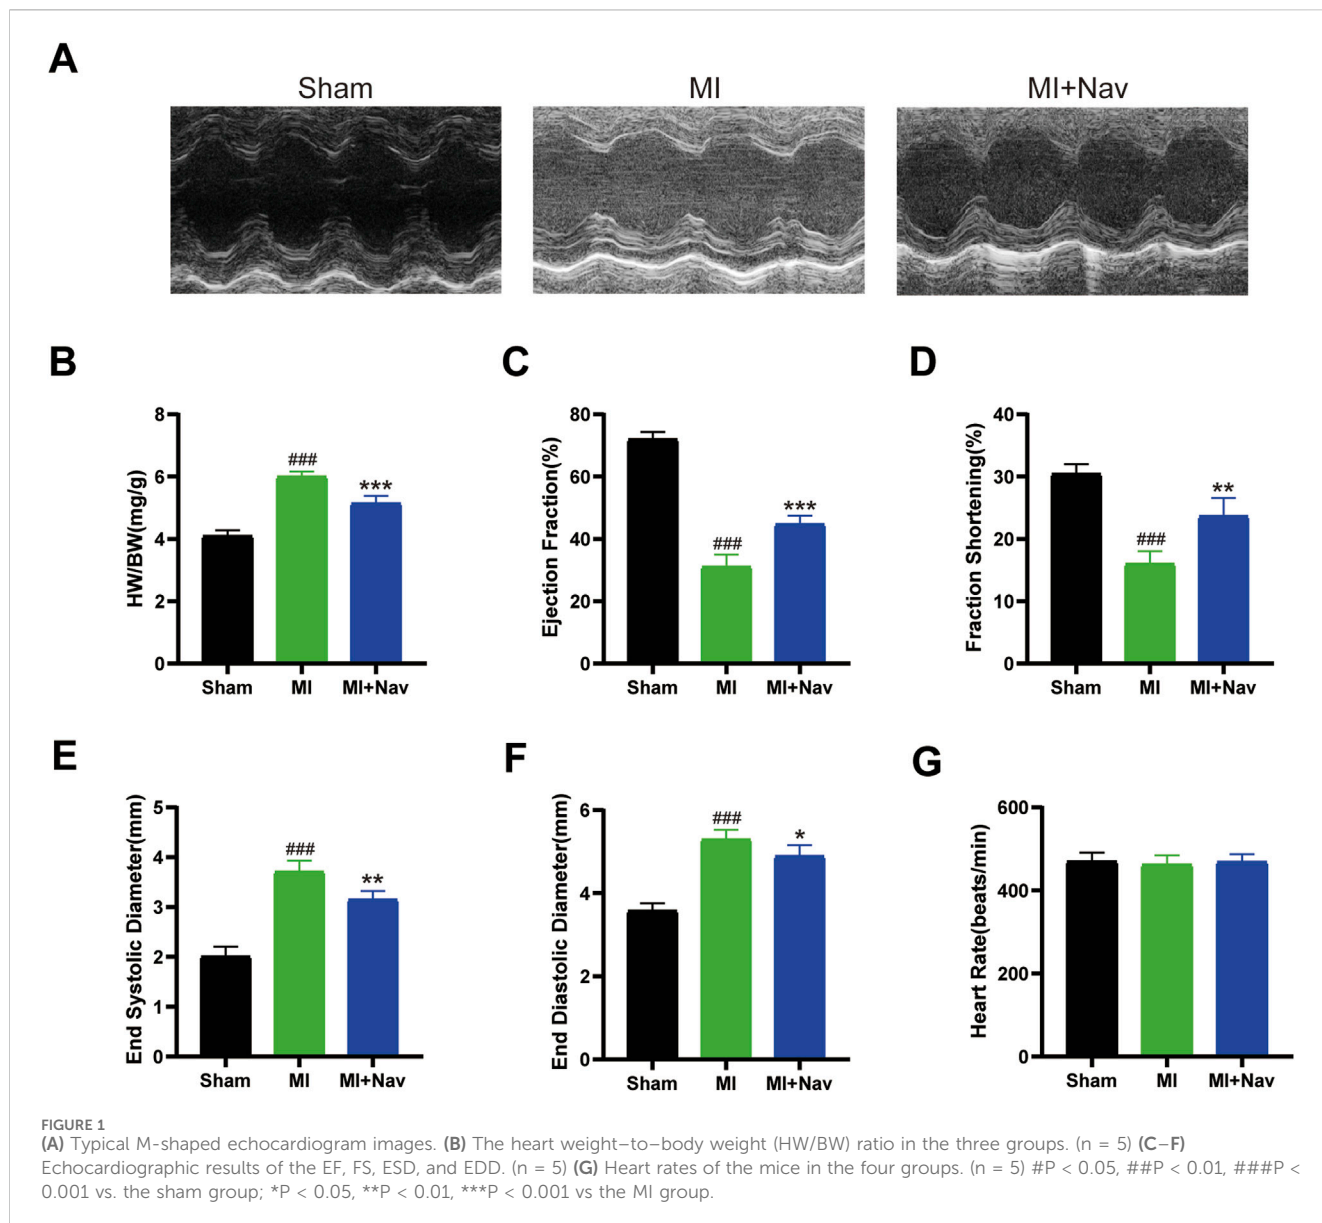 A
Sham MI MI+Nav
B
HW/BW(mg/g)
8
6
4
2
0
###
***
Sham MI MI+Nav
C
Ejection Fraction(%)
80
60
40
20
0
###
***
Sham MI MI+Nav
D
Fraction Shortening(%)
40
30
20
10
0
###
**
Sham MI MI+Nav
E
End Systolic Diameter(mm)
5
4
3
2
1
0
###
**
Sham MI MI+Nav
F
End Diastolic Diameter(mm)
6
4
2
0
###
*
Sham MI MI+Nav
G
Heart Rate(beats/min)
600
400
200
0
Sham MI MI+Nav
FIGURE 1
(A) Typical M-shaped echocardiogram images. (B) The heart weight–to–body weight (HW/BW) ratio in the three groups. (n = 5) (C–F)
Echocardiographic results of the EF, FS, ESD, and EDD. (n = 5) (G) Heart rates of the mice in the four groups. (n = 5) #P < 0.05, ##P < 0.01, ###P <
0.001 vs. the sham group; *P < 0.05, **P < 0.01, ***P < 0.001 vs the MI group.